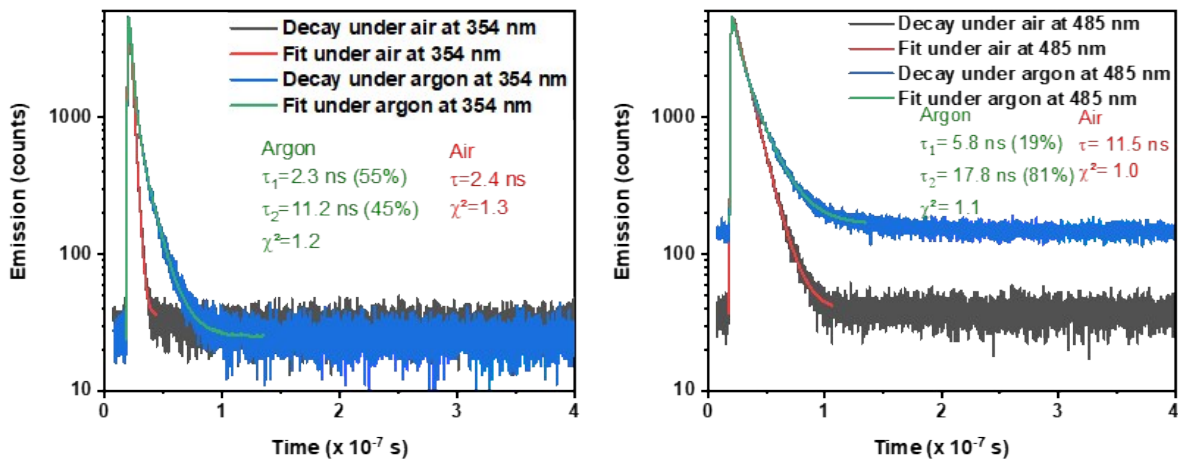 Decay under air at 354 nm
Fit under air at 354 nm
Decay under argon at 354 nm
Fit under argon at 354 nm
1000
100
10
Emission (counts)
Argon
τ₁=2.3 ns (55%)
τ₂=11.2 ns (45%)
χ²=1.2
Air
τ=2.4 ns
χ²=1.3
0 1 2 3 4
Time (x 10⁻⁷ s)
Decay under air at 485 nm
Fit under air at 485 nm
Decay under argon at 485 nm
Fit under argon at 485 nm
1000
100
10
Emission (counts)
Argon
τ₁= 5.8 ns (19%)
τ₂= 17.8 ns (81%)
χ²=1.1
Air
τ= 11.5 ns
χ²=1.0
0 1 2 3 4
Time (x 10⁻⁷ s)